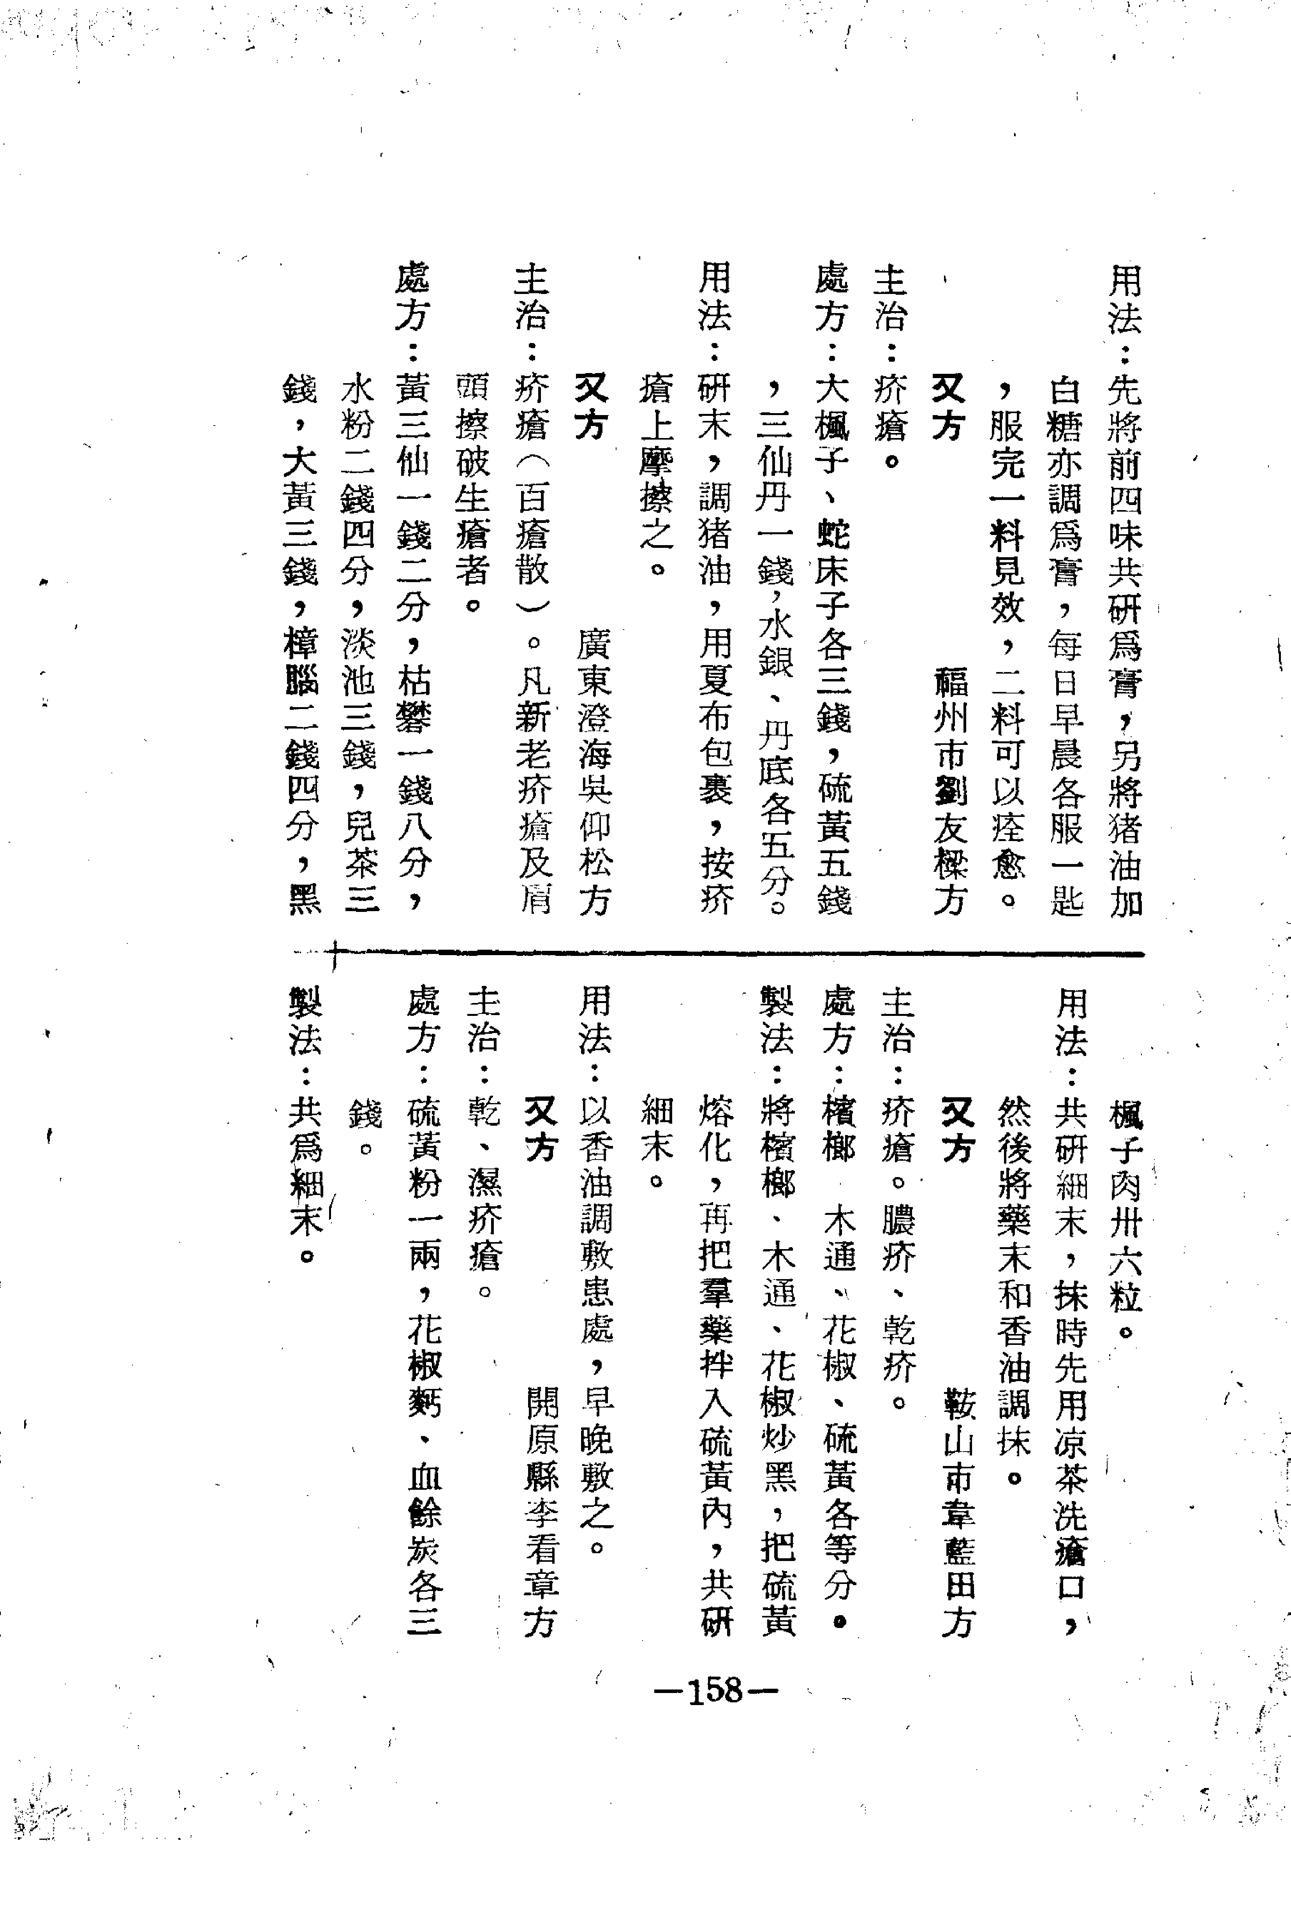 用法：先將前四味共研爲膏，另將猪油加
白糖亦調爲膏，每日早晨各服一匙
，服完一料見效，二料可以痊愈。
又方　福州市劉友樑方
主治：疥瘡。
處方：大楓子、蛇床子各三錢，硫黃五錢
，三仙丹一錢，水銀、丹底各五分。
用法：研末，調猪油，用夏布包裹，按疥
瘡上摩擦之。
又方　廣東澄海吳仰松方
主治：疥瘡（百瘡散）。凡新老疥瘡及肩
頭擦破生瘡者。
處方：黃三仙一錢二分，枯礬一錢八分，
水粉二錢四分，淡池三錢，兒茶三
錢，大黃三錢，樟腦二錢四分，黑
楓子肉卅六粒。
用法：共研細末，抹時先用凉茶洗瘡口，
然後將藥末和香油調抹。
又方　鞍山市韋藍田方
主治：疥瘡。膿疥、乾疥。
處方：檳榔　木通、花椒、硫黃各等分。
製法：將檳榔、木通、花椒炒黑，把硫黃
熔化，再把羣藥拌入硫黃內，共研
細末。
用法：以香油調敷患處，早晚敷之。
又方　開原縣李看章方
主治：乾、濕疥瘡。
處方：硫黃粉一兩，花椒麪、血餘炭各三
錢。
製法：共爲細末。
—158—